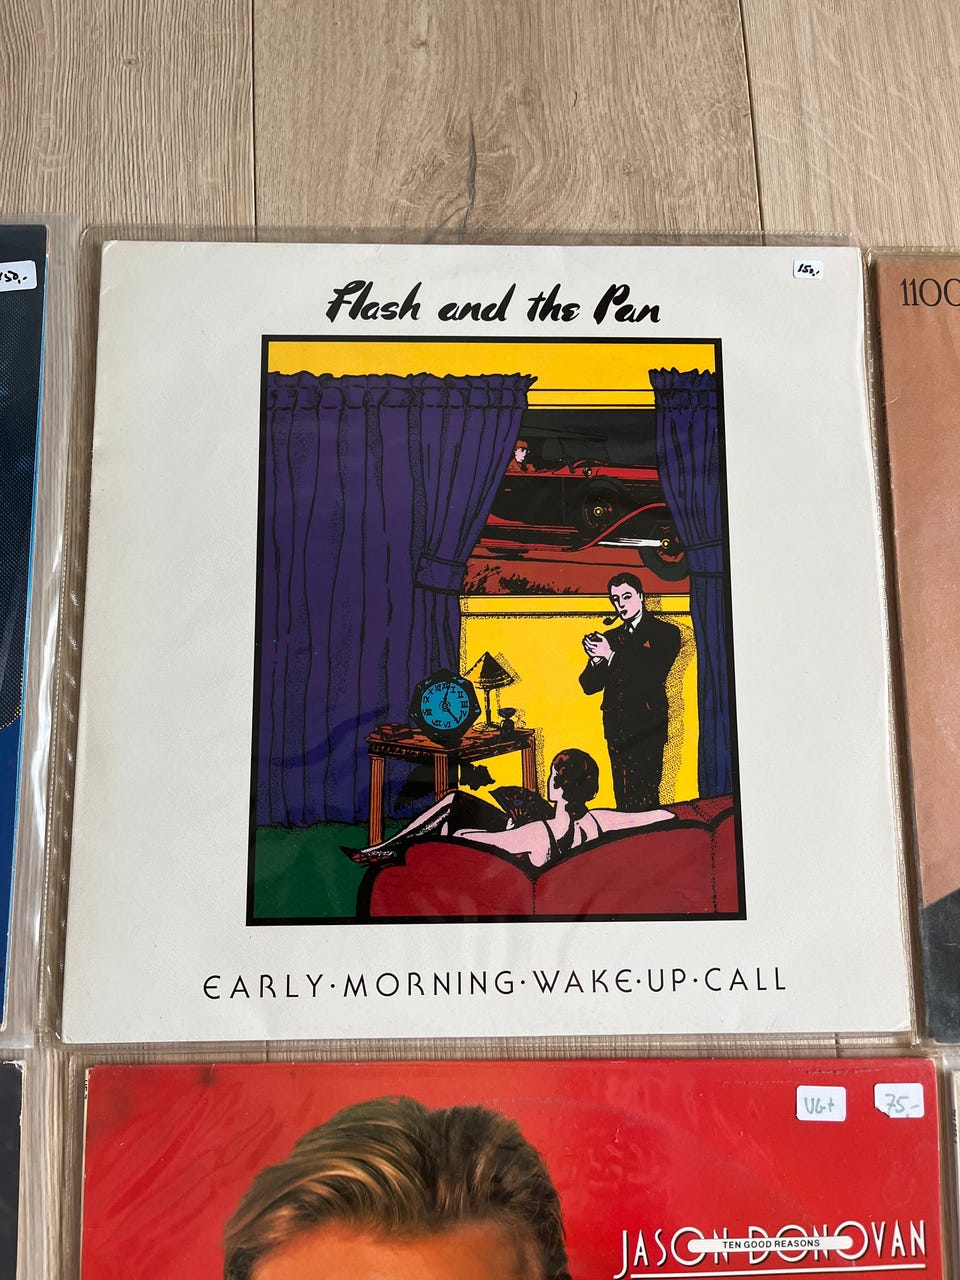 150,-
150,-
Flash and the Pan
1100
EARLY·MORNING·WAKE·UP·CALL
VG+
75,-
JASON DONOVAN
TEN GOOD REASONS